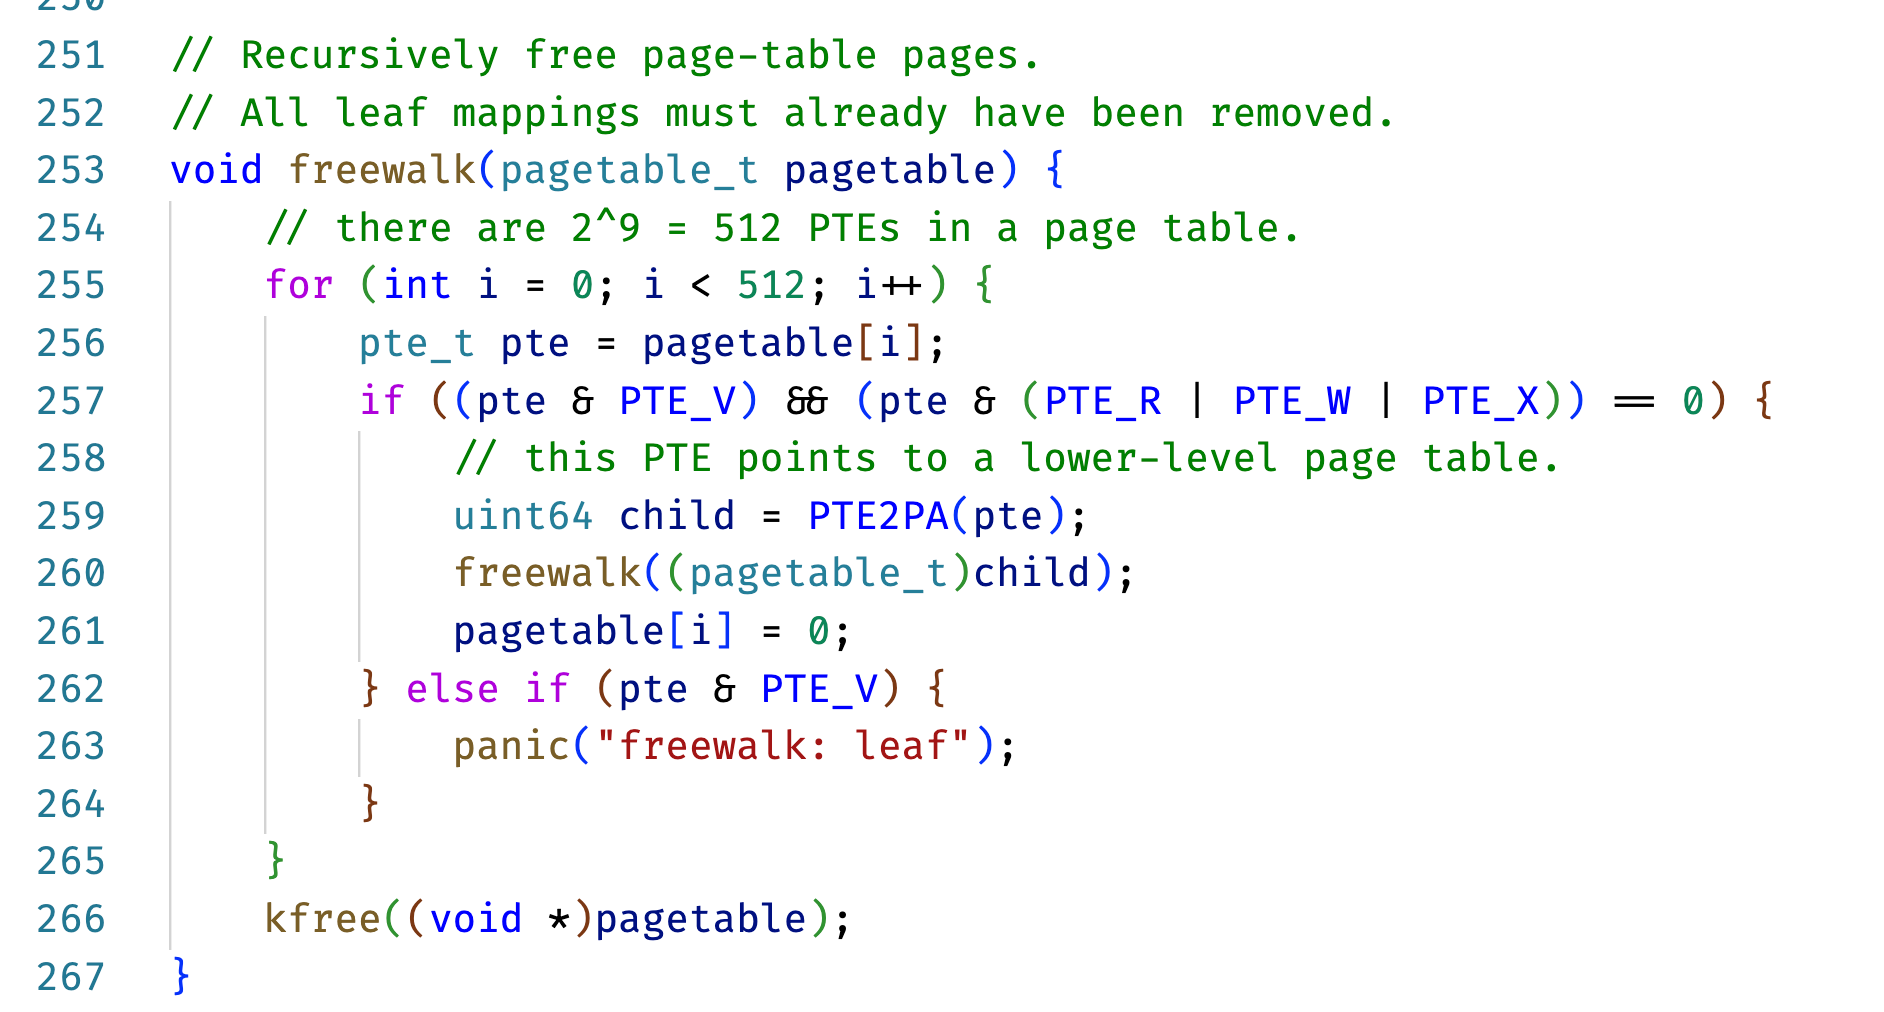 250
251 // Recursively free page-table pages.
252 // All leaf mappings must already have been removed.
253 void freewalk(pagetable_t pagetable) {
254     // there are 2^9 = 512 PTEs in a page table.
255     for (int i = 0; i < 512; i++) {
256         pte_t pte = pagetable[i];
257         if ((pte & PTE_V) && (pte & (PTE_R | PTE_W | PTE_X)) == 0) {
258             // this PTE points to a lower-level page table.
259             uint64 child = PTE2PA(pte);
260             freewalk((pagetable_t)child);
261             pagetable[i] = 0;
262         } else if (pte & PTE_V) {
263             panic("freewalk: leaf");
264         }
265     }
266     kfree((void *)pagetable);
267 }